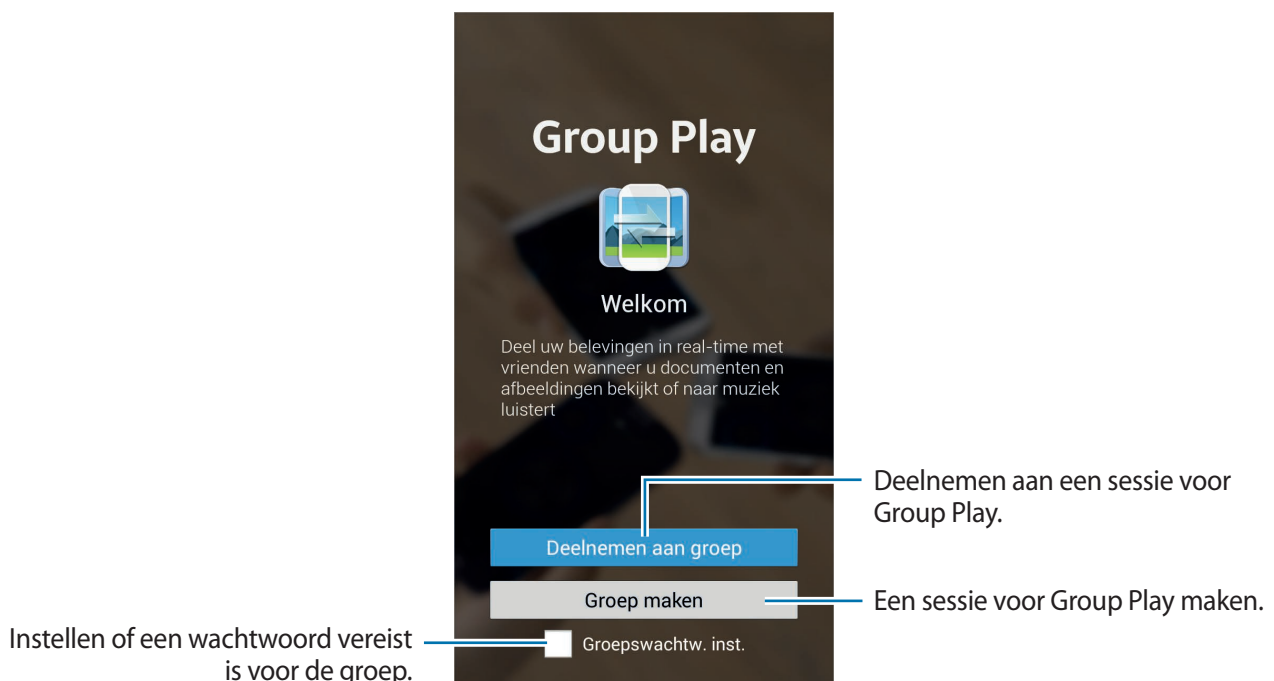 Group Play
Welkom
Deel uw belevingen in real-time met
vrienden wanneer u documenten en
afbeeldingen bekijkt of naar muziek
luistert
Deelnemen aan een sessie voor
Group Play.
Deelnemen aan groep
Groep maken
Een sessie voor Group Play maken.
Instellen of een wachtwoord vereist
is voor de groep.
Groepswachtw. inst.